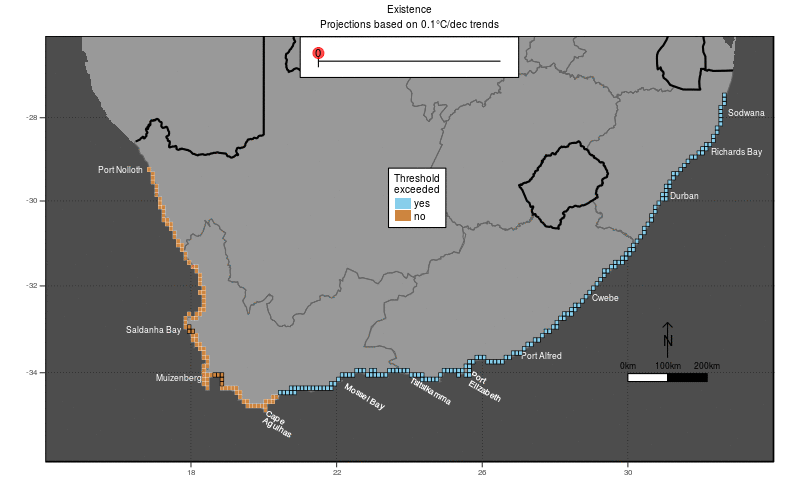 Existence
Projections based on 0.1°C/dec trends
0
-28
-30
-32
-34
18
22
26
30
Sodwana
Richards Bay
Port Nolloth
Threshold
exceeded
yes
no
Durban
Cwebe
Saldanha Bay
Port Alfred
N
0km 100km 200km
Muizenberg
Port
Elizabeth
Tsitsikamma
Mossel Bay
Cape
Agulhas